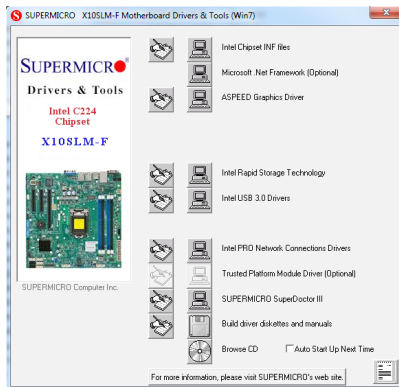 SUPERMICRO X10SLM-F Motherboard Drivers & Tools (Win7)
SUPERMICRO
Drivers & Tools
Intel C224
Chipset
X10SLM-F
SUPERMICRO Computer Inc.
Intel Chipset INF files
Microsoft .Net Framework (Optional)
ASPEED Graphics Driver
Intel Rapid Storage Technology
Intel USB 3.0 Drivers
Intel PRO Network Connections Drivers
Trusted Platform Module Driver (Optional)
SUPERMICRO SuperDoctor III
Build driver diskettes and manuals
Browse CD
Auto Start Up Next Time
For more information, please visit SUPERMICRO's web site.